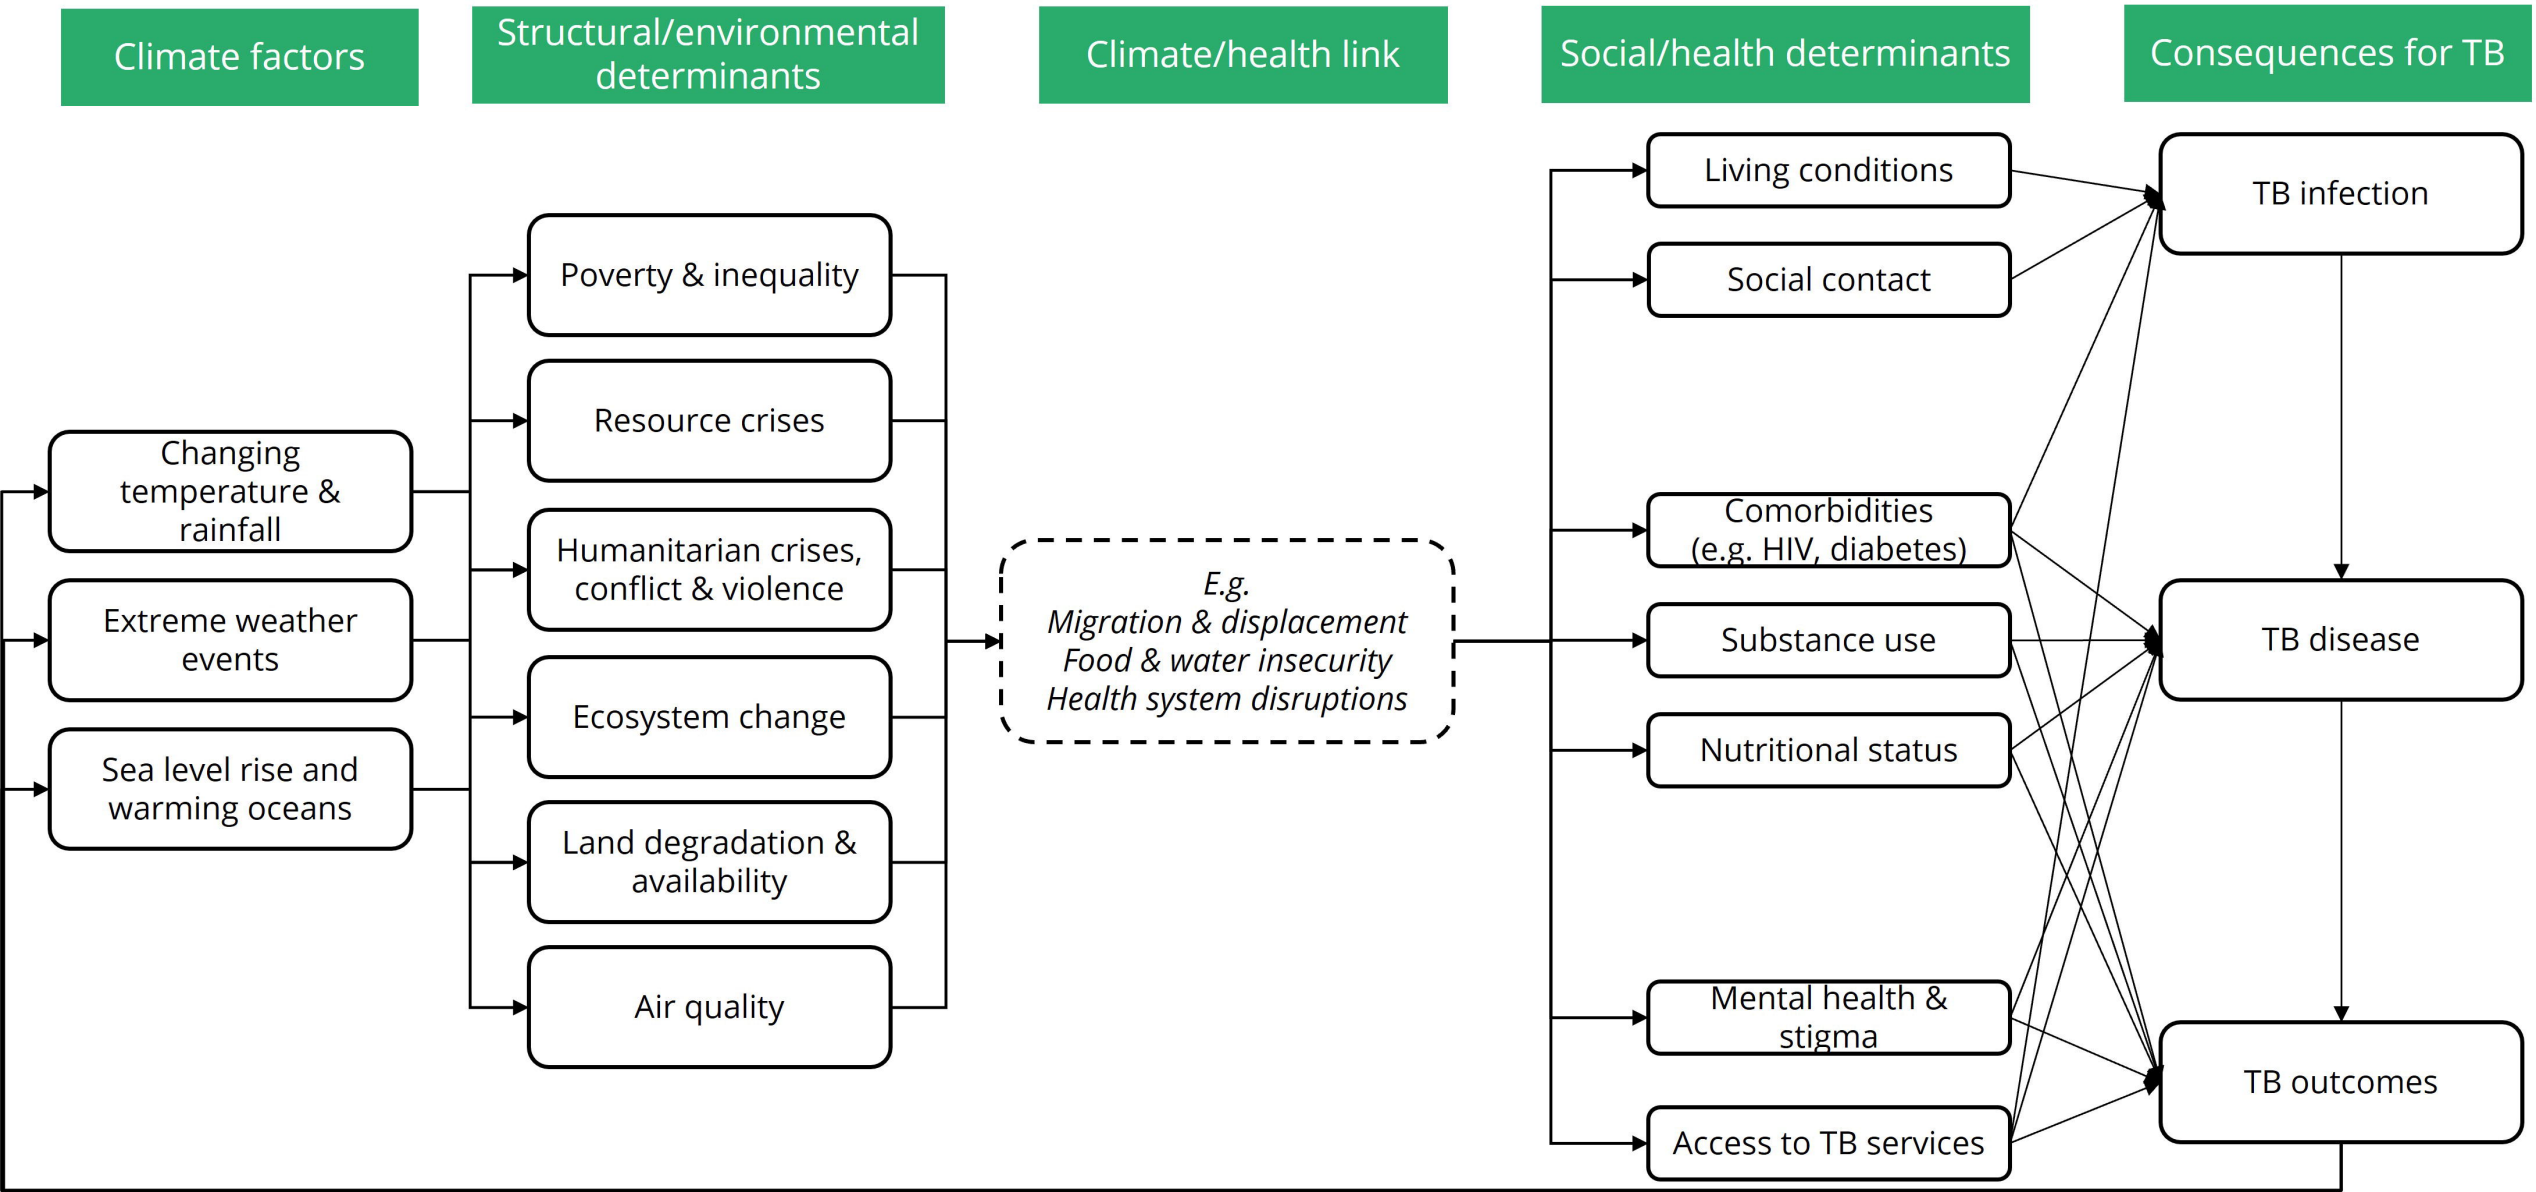 Climate factors
Structural/environmental
determinants
Climate/health link
Social/health determinants
Consequences for TB
Changing
temperature &
rainfall
Extreme weather
events
Sea level rise and
warming oceans
Poverty & inequality
Resource crises
Humanitarian crises,
conflict & violence
Ecosystem change
Land degradation &
availability
Air quality
E.g.
Migration & displacement
Food & water insecurity
Health system disruptions
Living conditions
Social contact
Comorbidities
(e.g. HIV, diabetes)
Substance use
Nutritional status
Mental health &
stigma
Access to TB services
TB infection
TB disease
TB outcomes